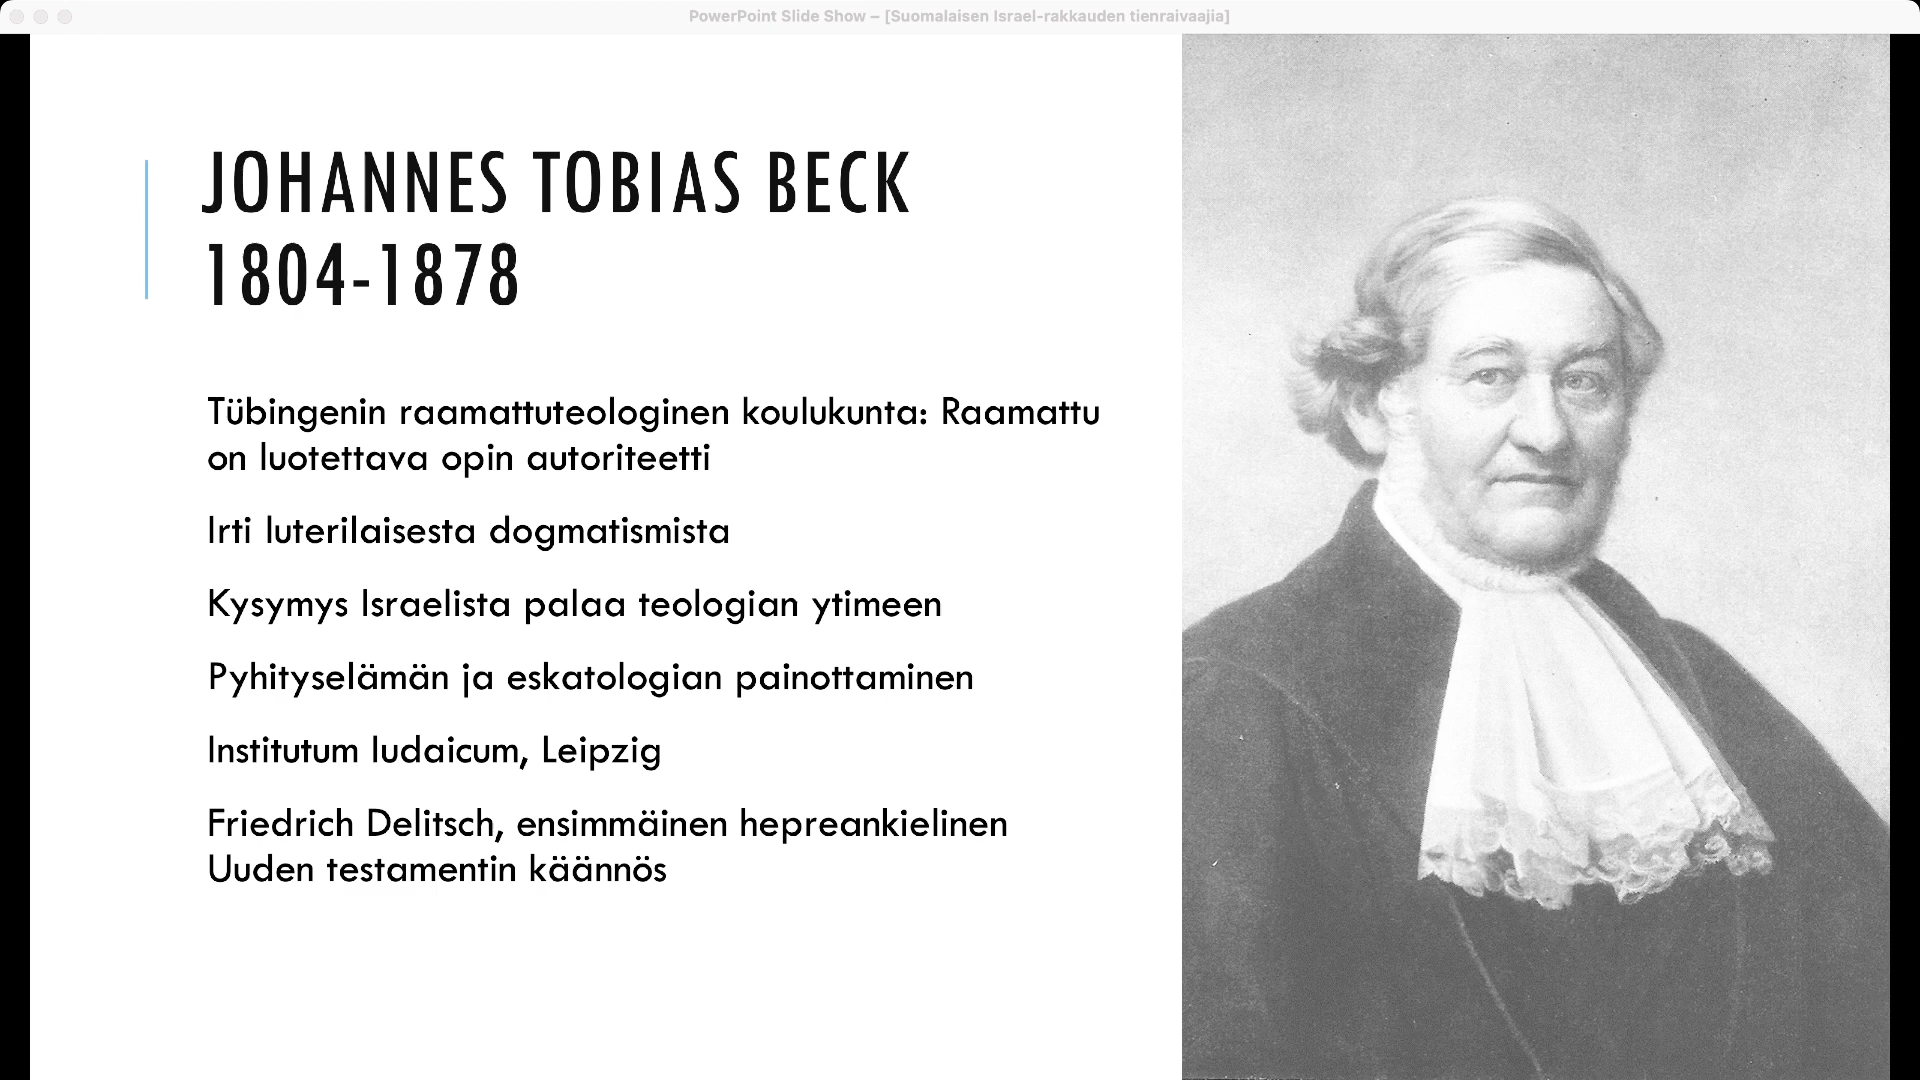 PowerPoint Slide Show – [Suomalaisen Israel-rakkauden tienraivaajia]
JOHANNES TOBIAS BECK
1804-1878
Tübingenin raamattuteologinen koulukunta: Raamattu
on luotettava opin autoriteetti
Irti luterilaisesta dogmatismista
Kysymys Israelista palaa teologian ytimeen
Pyhityselämän ja eskatologian painottaminen
Institutum Iudaicum, Leipzig
Friedrich Delitsch, ensimmäinen hepreankielinen
Uuden testamentin käännös